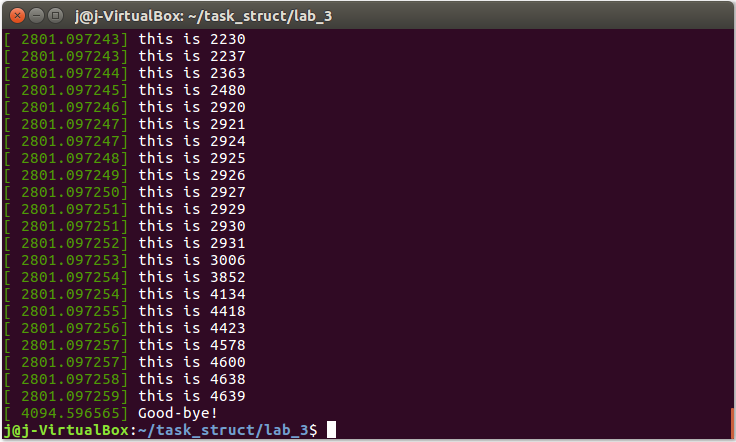 j@j-VirtualBox: ~/task_struct/lab_3
[ 2801.097243] this is 2230
[ 2801.097243] this is 2237
[ 2801.097244] this is 2363
[ 2801.097245] this is 2480
[ 2801.097246] this is 2920
[ 2801.097247] this is 2921
[ 2801.097247] this is 2924
[ 2801.097248] this is 2925
[ 2801.097249] this is 2926
[ 2801.097250] this is 2927
[ 2801.097251] this is 2929
[ 2801.097251] this is 2930
[ 2801.097252] this is 2931
[ 2801.097253] this is 3006
[ 2801.097254] this is 3852
[ 2801.097254] this is 4134
[ 2801.097255] this is 4418
[ 2801.097256] this is 4423
[ 2801.097257] this is 4578
[ 2801.097257] this is 4600
[ 2801.097258] this is 4638
[ 2801.097259] this is 4639
[ 4094.596565] Good-bye!
j@j-VirtualBox:~/task_struct/lab_3$